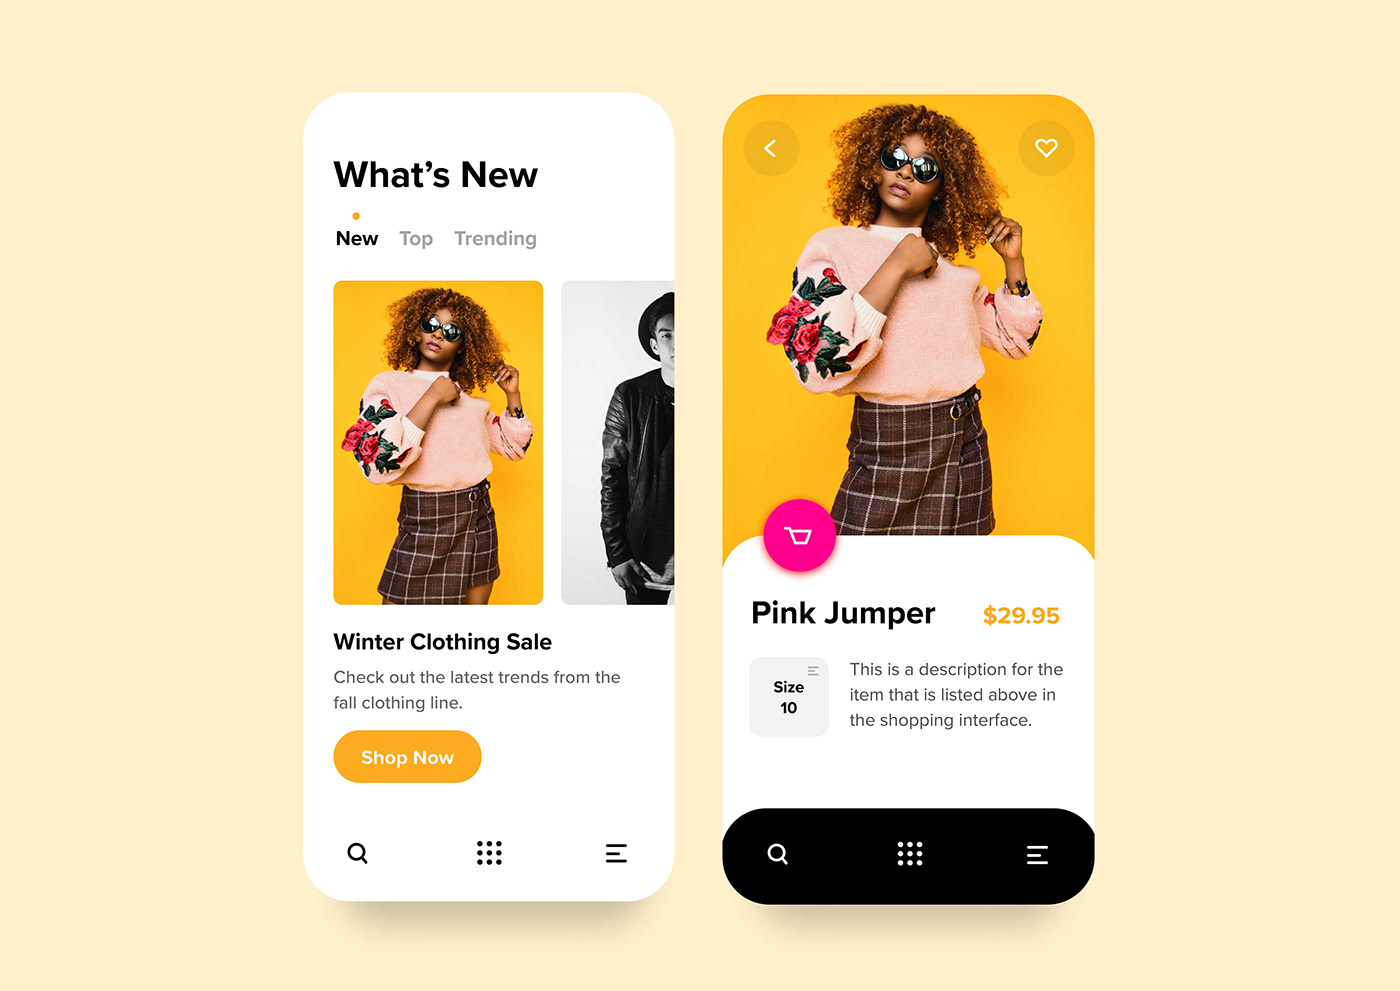 What’s New
New Top Trending
Winter Clothing Sale
Check out the latest trends from the
fall clothing line.
Shop Now
Pink Jumper $29.95
Size
10
This is a description for the
item that is listed above in
the shopping interface.